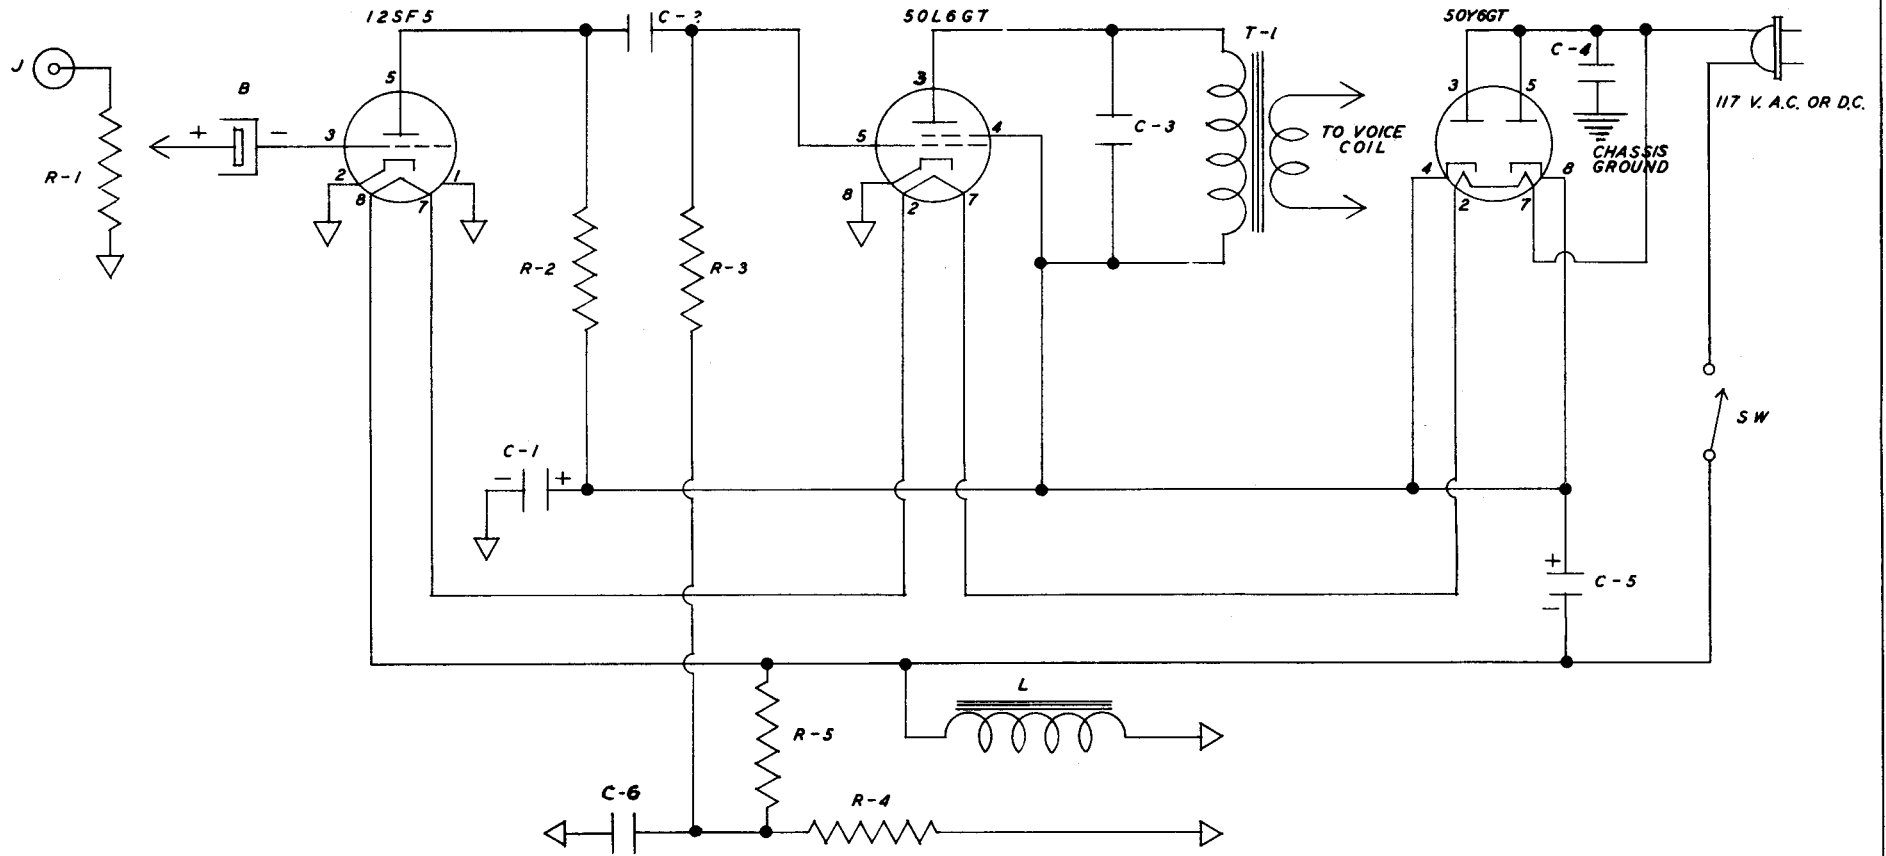 12SF5
C-?
50L6GT
T-1
50Y6GT
J
5
3
3
5
C-4
B
117 V. A.C. OR D.C.
+
-
3
5
4
C-3
TO VOICE
COIL
CHASSIS
GROUND
R-1
2
1
8
7
8
2
7
4
8
2
7
R-2
R-3
SW
C-1
-
+
+
C-5
-
L
R-5
C-6
R-4